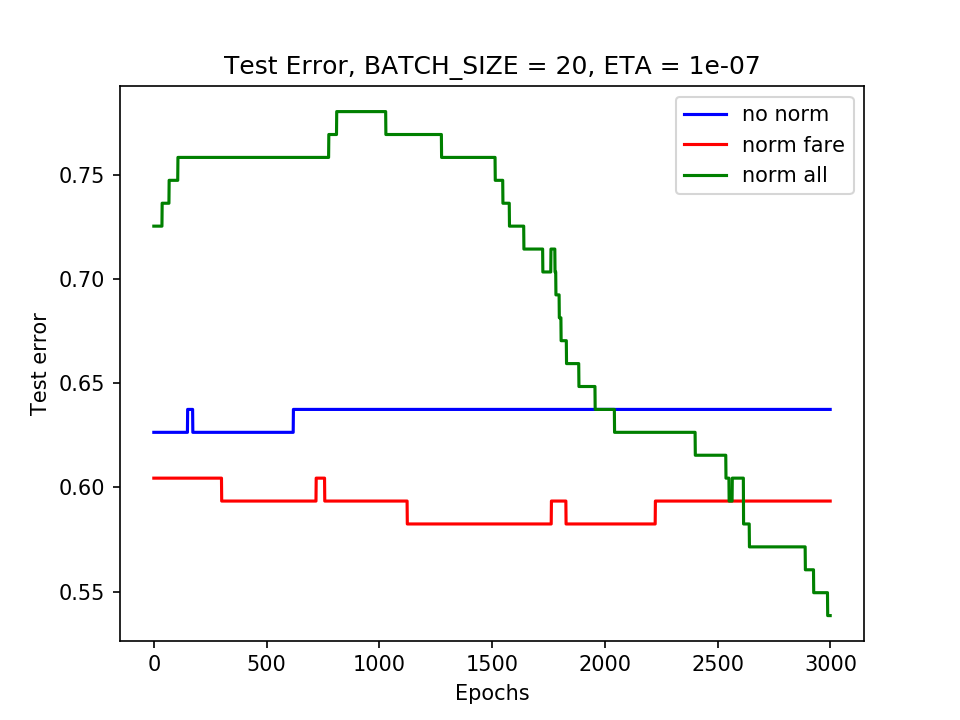 Test Error, BATCH_SIZE = 20, ETA = 1e-07
no norm
norm fare
norm all
Test error
0.75
0.70
0.65
0.60
0.55
0 500 1000 1500 2000 2500 3000
Epochs